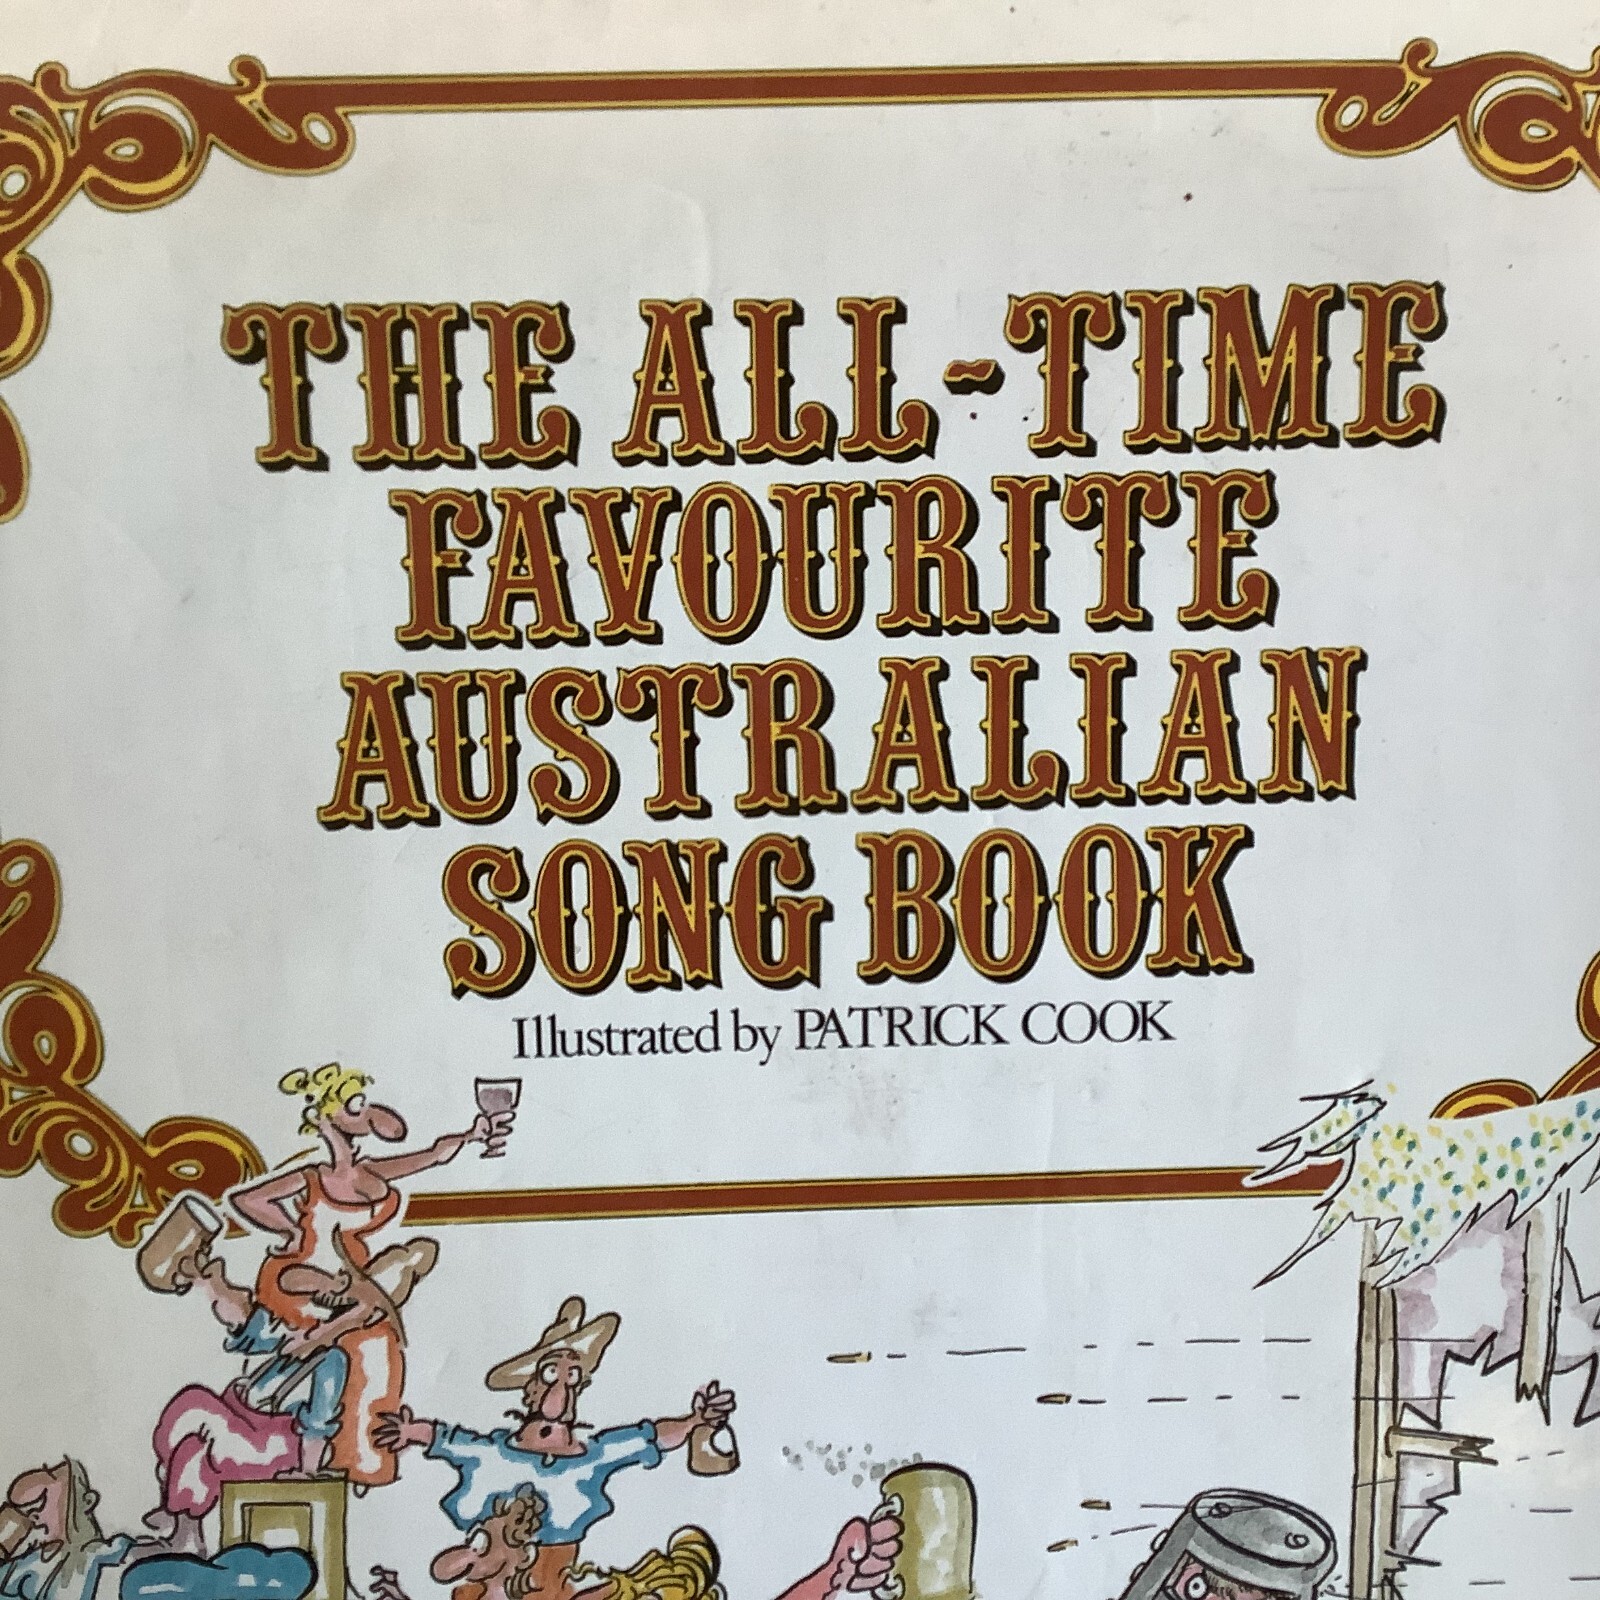 THE ALL-TIME
FAVOURITE
AUSTRALIAN
SONG BOOK
Illustrated by PATRICK COOK